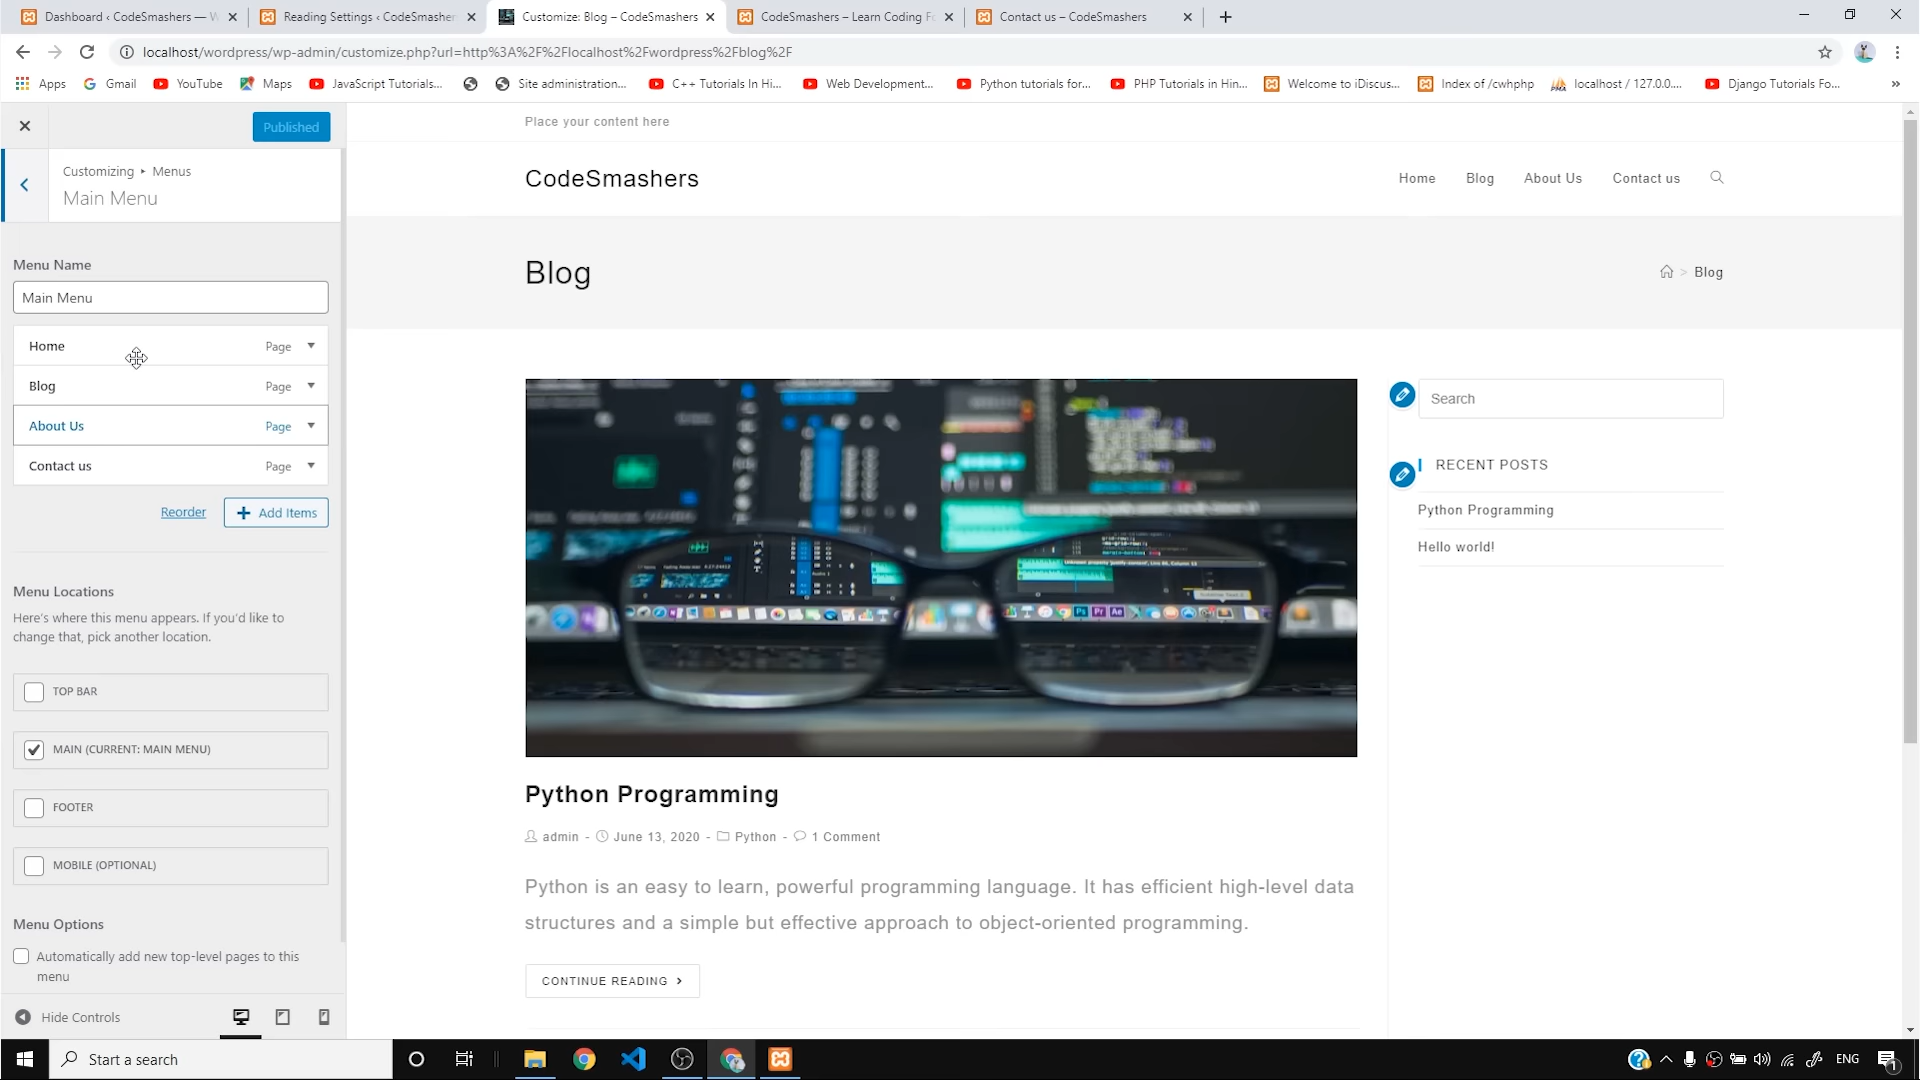 Dashboard ‹ CodeSmashers — W
Reading Settings ‹ CodeSmasher
Customize: Blog – CodeSmashers
CodeSmashers – Learn Coding F
Contact us – CodeSmashers
localhost/wordpress/wp-admin/customize.php?url=http%3A%2F%2Flocalhost%2Fwordpress%2Fblog%2F
Apps
Gmail
YouTube
Maps
JavaScript Tutorials...
Site administration...
C++ Tutorials In Hi...
Web Development...
Python tutorials for...
PHP Tutorials in Hin...
Welcome to iDiscus...
Index of /cwhphp
localhost / 127.0.0....
Django Tutorials Fo...
Published
Customizing ▸ Menus
Main Menu
Menu Name
Main Menu
Home Page
Blog Page
About Us Page
Contact us Page
Reorder
Add Items
Menu Locations
Here's where this menu appears. If you'd like to
change that, pick another location.
TOP BAR
MAIN (CURRENT: MAIN MENU)
FOOTER
MOBILE (OPTIONAL)
Menu Options
Automatically add new top-level pages to this
menu
Hide Controls
Place your content here
CodeSmashers
Home Blog About Us Contact us
Blog
> Blog
Search
RECENT POSTS
Python Programming
Hello world!
Python Programming
admin - June 13, 2020 - Python - 1 Comment
Python is an easy to learn, powerful programming language. It has efficient high-level data
structures and a simple but effective approach to object-oriented programming.
CONTINUE READING >
Start a search
ENG
1